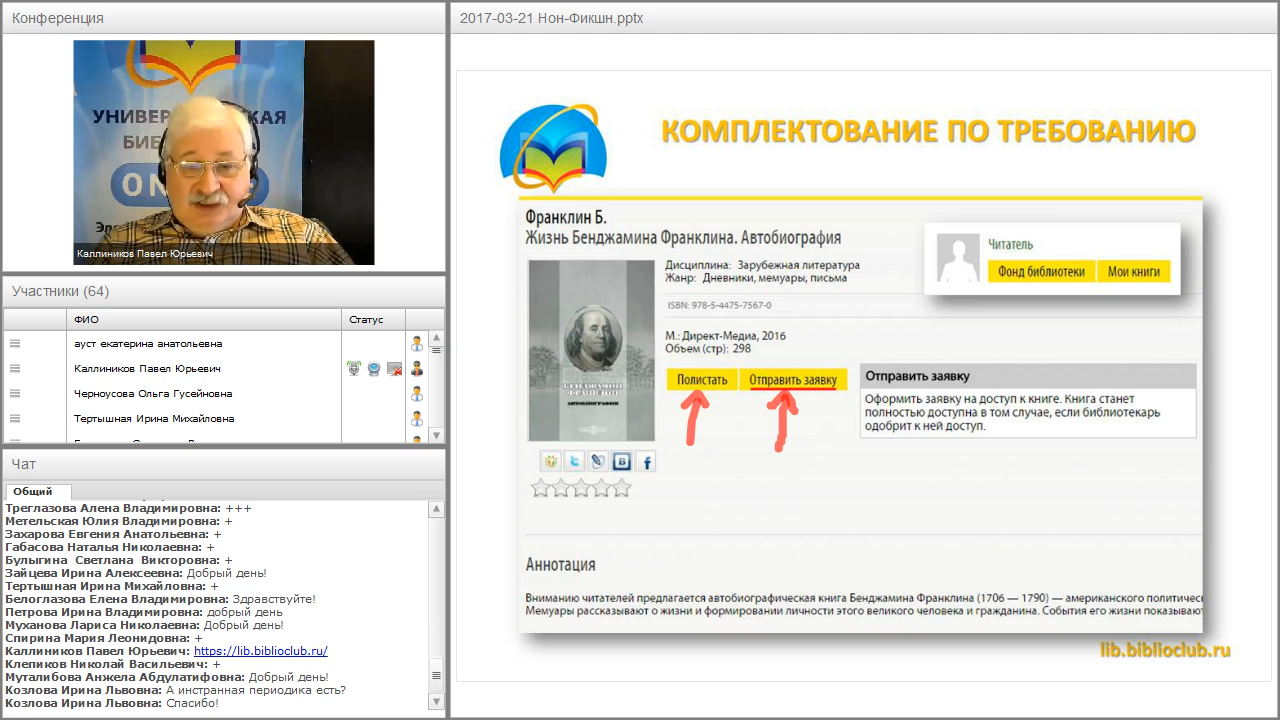 Конференция
УНИВЕР КАЯ
ON
Каллиников Павел Юрьевич
Участники (64)
ФИО Статус
ауст екатерина анатольевна
Каллиников Павел Юрьевич
Черноусова Ольга Гусейновна
Тертышная Ирина Михайловна
Чат
Общий
Треглазова Алена Владимировна: +++
Метельская Юлия Владимировна: +
Захарова Евгения Анатольевна: +
Габасова Наталья Николаевна: +
Булыгина Светлана Викторовна: +
Зайцева Ирина Алексеевна: Добрый день!
Тертышная Ирина Михайловна: +
Белоглазова Елена Владимировна: Здравствуйте!
Петрова Ирина Владимировна: добрый день
Муханова Лариса Николаевна: Добрый день!
Спирина Мария Леонидовна: +
Каллиников Павел Юрьевич: https://lib.biblioclub.ru/
Клепиков Николай Васильевич: +
Муталибова Анжела Абдулатифовна: Добрый день!
Козлова Ирина Львовна: А инстранная периодика есть?
Козлова Ирина Львовна: Спасибо!
2017-03-21 Нон-Фикшн.pptx
КОМПЛЕКТОВАНИЕ ПО ТРЕБОВАНИЮ
Франклин Б.
Жизнь Бенджамина Франклина. Автобиография
Дисциплина: Зарубежная литература
Жанр: Дневники, мемуары, письма
ISBN: 978-5-4475-7567-0
М.: Директ-Медиа, 2016
Объем (стр): 298
Полистать Отправить заявку
Читатель
Фонд библиотеки Мои книги
Отправить заявку
Оформить заявку на доступ к книге. Книга станет
полностью доступна в том случае, если библиотекарь
одобрит к ней доступ.
БЕНДЖАМИН
ФРАНКЛИН
АВТОБИОГРАФИЯ
Аннотация
Вниманию читателей предлагается автобиографическая книга Бенджамина Франклина (1706 — 1790) — американского политичес
Мемуары рассказывают о жизни и формировании личности этого великого человека и гражданина. События его жизни показываю
lib.biblioclub.ru